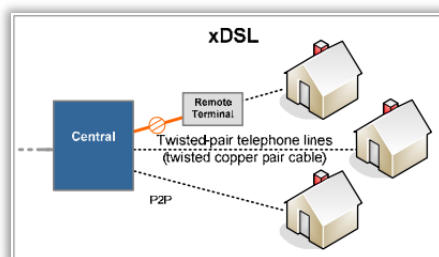 xDSL
Remote
Terminal
Central
Twisted-pair telephone lines
(twisted copper pair cable)
P2P